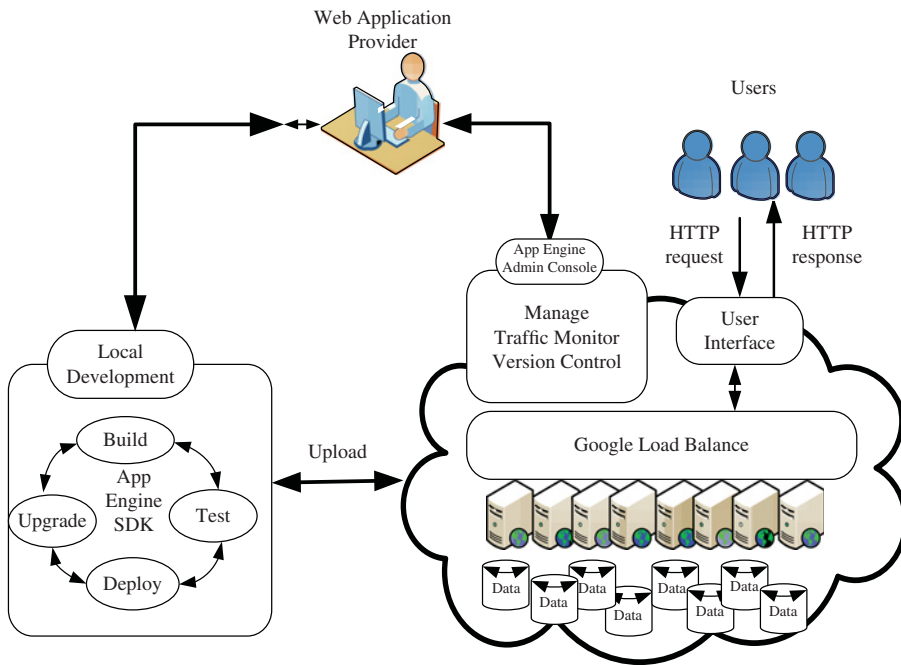 Web Application
Provider
Users
HTTP
request
HTTP
response
App Engine
Admin Console
Manage
Traffic Monitor
Version Control
User
Interface
Local
Development
Build
App
Engine
SDK
Upgrade
Test
Deploy
Upload
Google Load Balance
Data
Data
Data
Data
Data
Data
Data
Data